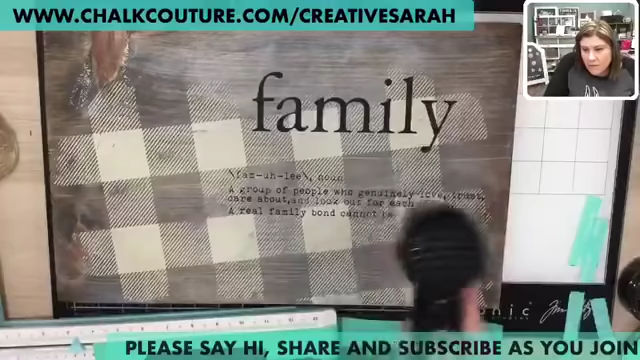 WWW.CHALKCOUTURE.COM/CREATIVESARAH
family
\fam-uh-lee\, noun
A group of people who genuinely love, trust,
care about, and look out for each
A real family bond cannot be
PLEASE SAY HI, SHARE AND SUBSCRIBE AS YOU JOIN